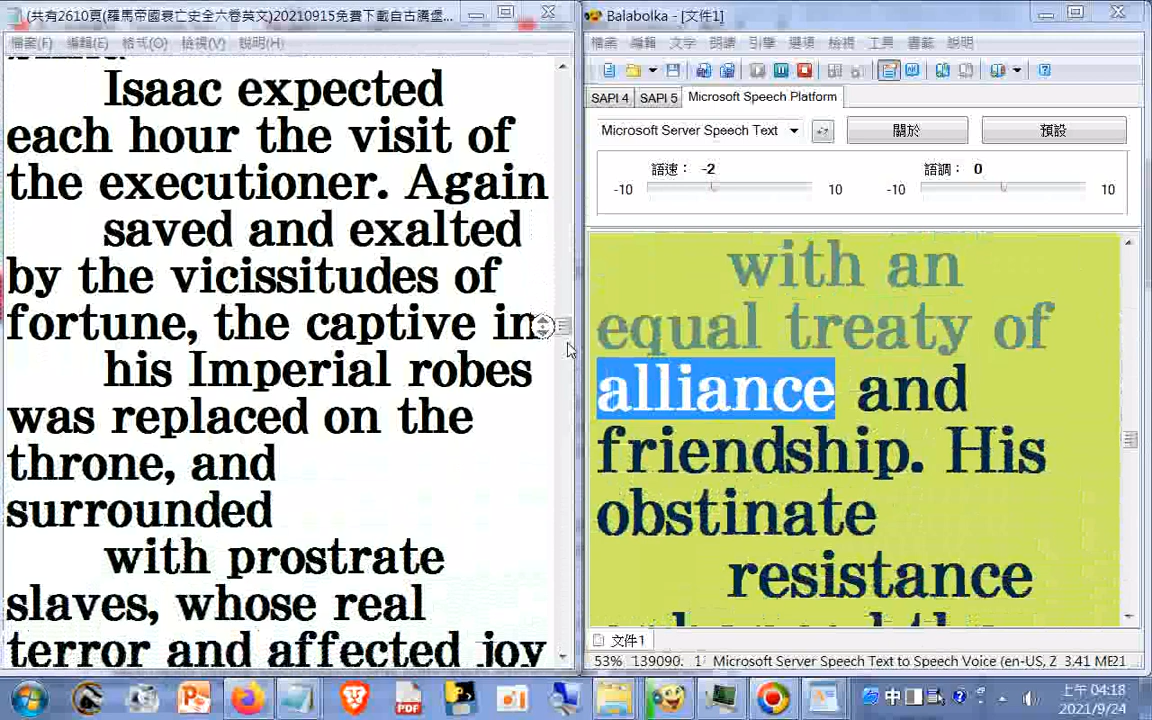 (共有2610頁(羅馬帝國衰亡史全六卷英文)20210915免費下載自古騰堡...
檔案(F) 編輯(E) 格式(O) 檢視(V) 說明(H)
Isaac expected
each hour the visit of
the executioner. Again
saved and exalted
by the vicissitudes of
fortune, the captive in
his Imperial robes
was replaced on the
throne, and
surrounded
with prostrate
slaves, whose real
terror and affected joy
Balabolka - [文件1]
檔案 編輯 文字 朗讀 引擎 選項 檢視 工具 書籤 說明
SAPI 4 SAPI 5 Microsoft Speech Platform
Microsoft Server Speech Text 關於 預設
語速： -2 語調： 0
-10 10 -10 10
with an
equal treaty of
alliance and
friendship. His
obstinate
resistance
文件1
53% 139090: 1 Microsoft Server Speech Text to Speech Voice (en-US, Z 3,41 ME21
中
上午 04:18
2021/9/24